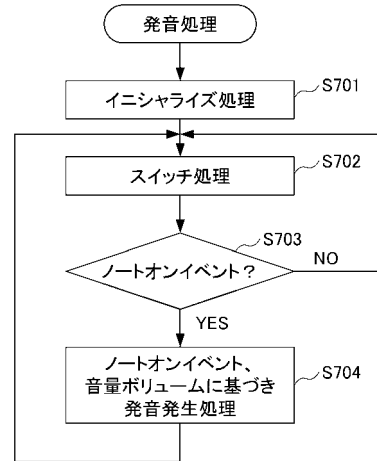 発音処理
イニシャライズ処理
S701
スイッチ処理
S702
S703
ノートオンイベント?
NO
YES
ノートオンイベント、
音量ボリュームに基づき
発音発生処理
S704